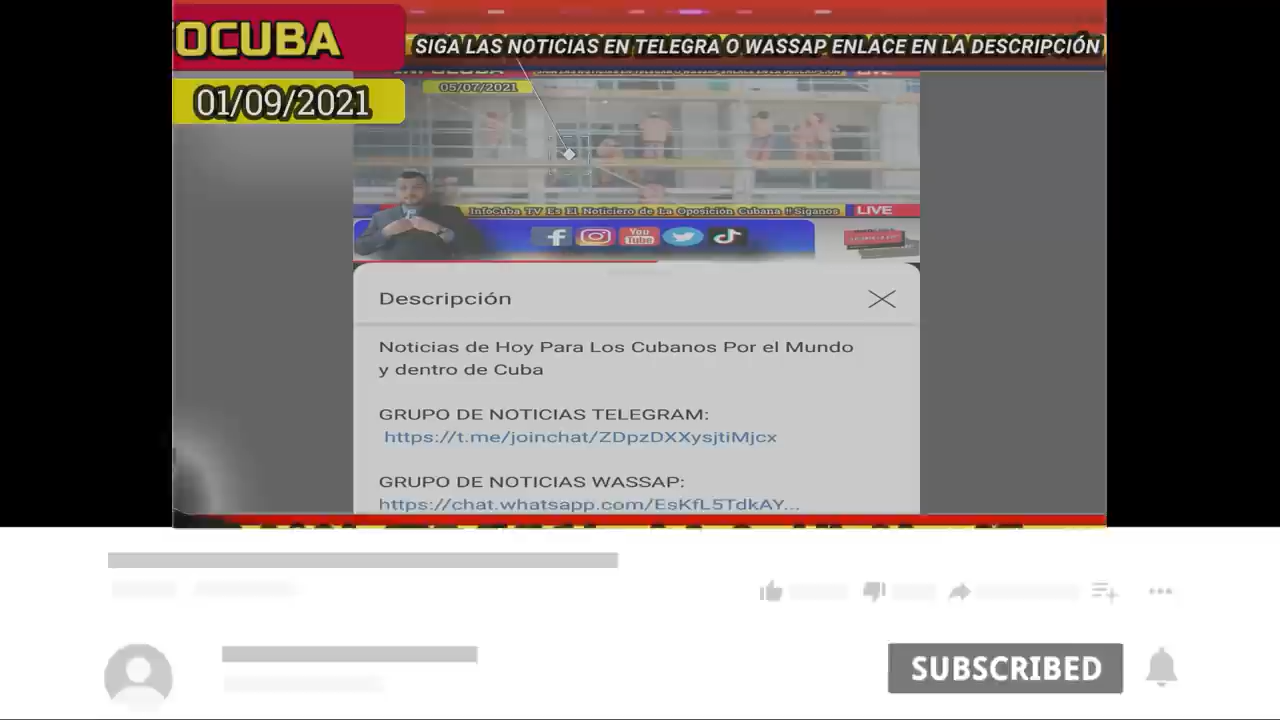 OCUBA
SIGA LAS NOTICIAS EN TELEGRA O WASSAP ENLACE EN LA DESCRIPCIÓN
01/09/2021
05/07/2021
InfoCuba TV Es El Noticiero de La Oposición Cubana !! Siganos
LIVE
You
Tube
Descripción
Noticias de Hoy Para Los Cubanos Por el Mundo
y dentro de Cuba
GRUPO DE NOTICIAS TELEGRAM:
https://t.me/joinchat/ZDpzDXXysjtiMjcx
GRUPO DE NOTICIAS WASSAP:
https://chat.whatsapp.com/EsKfL5TdkAY...
SUBSCRIBED